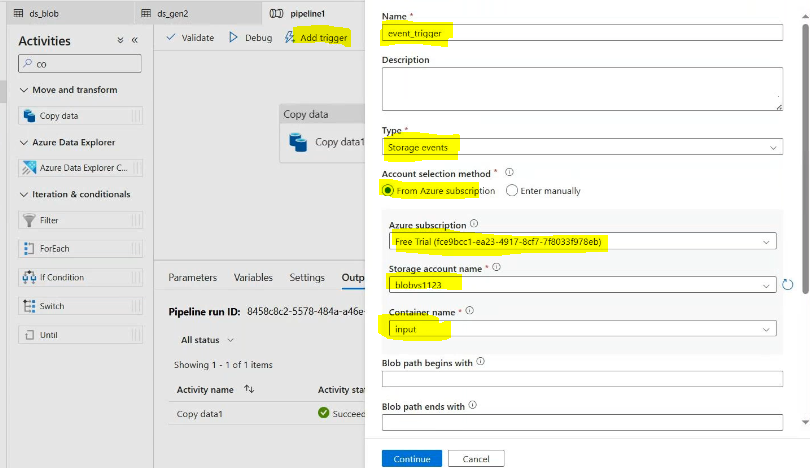 ds_blob
ds_gen2
pipeline1
Activities
co
Move and transform
Copy data
Azure Data Explorer
Azure Data Explorer C...
Iteration & conditionals
Filter
ForEach
If Condition
Switch
Until
Validate
Debug
Add trigger
Copy data
Copy data1
Parameters
Variables
Settings
Outp
Pipeline run ID: 8458c8c2-5578-484a-a46e
All status
Showing 1 - 1 of 1 items
Activity name
Activity stat
Copy data1
Succeed
Name *
event_trigger
Description
Type *
Storage events
Account selection method *
From Azure subscription
Enter manually
Azure subscription
Free Trial (fce9bcc1-ea23-4917-8cf7-7f8033f978eb)
Storage account name *
blobvs1123
Container name *
input
Blob path begins with
Blob path ends with
Continue
Cancel